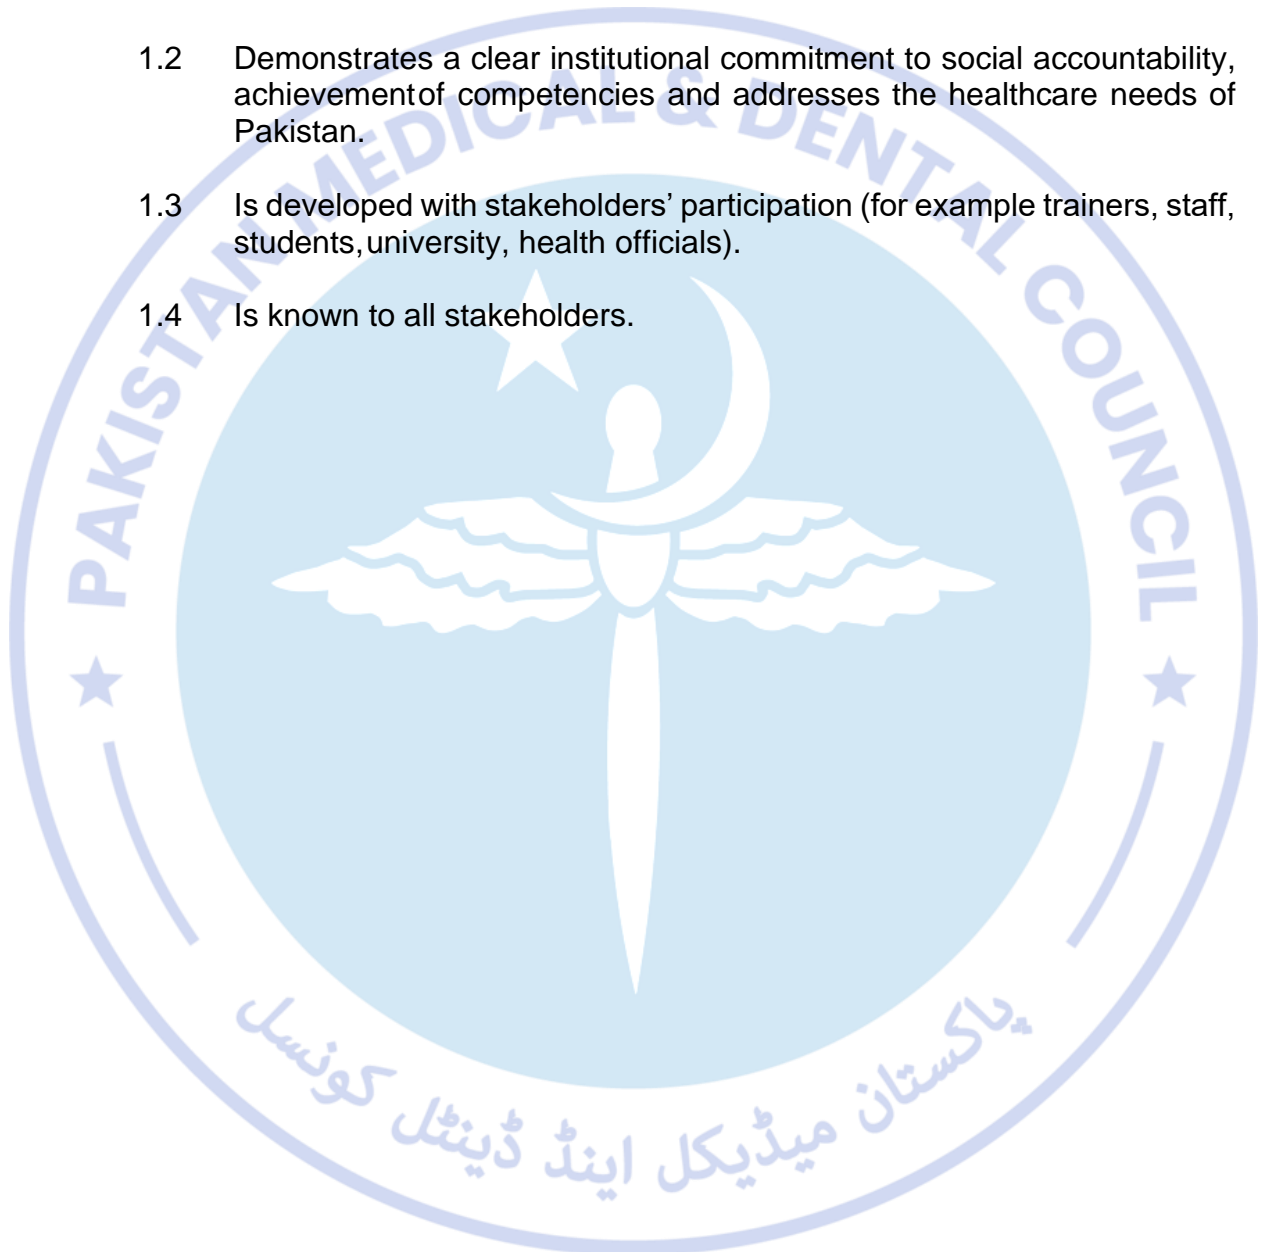 1.2 Demonstrates a clear institutional commitment to social accountability,
achievementof competencies and addresses the healthcare needs of
Pakistan.
1.3 Is developed with stakeholders’ participation (for example trainers, staff,
students,university, health officials).
1.4 Is known to all stakeholders.
PAKISTAN MEDICAL & DENTAL COUNCIL
پاکستان میڈیکل اینڈ ڈینٹل کونسل